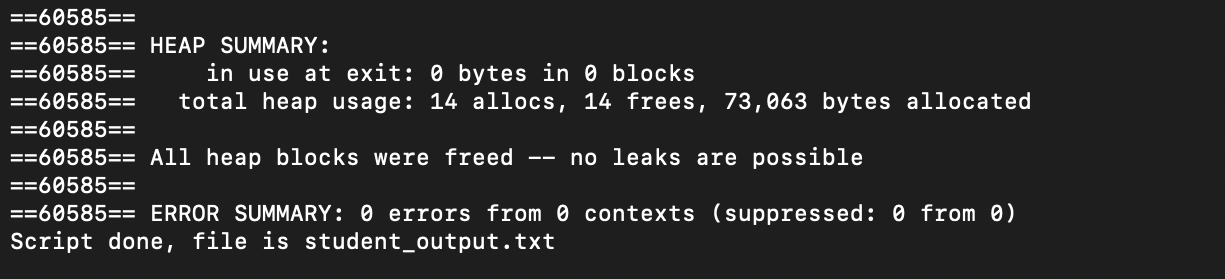 ==60585==
==60585== HEAP SUMMARY:
==60585==     in use at exit: 0 bytes in 0 blocks
==60585==   total heap usage: 14 allocs, 14 frees, 73,063 bytes allocated
==60585==
==60585== All heap blocks were freed -- no leaks are possible
==60585==
==60585== ERROR SUMMARY: 0 errors from 0 contexts (suppressed: 0 from 0)
Script done, file is student_output.txt